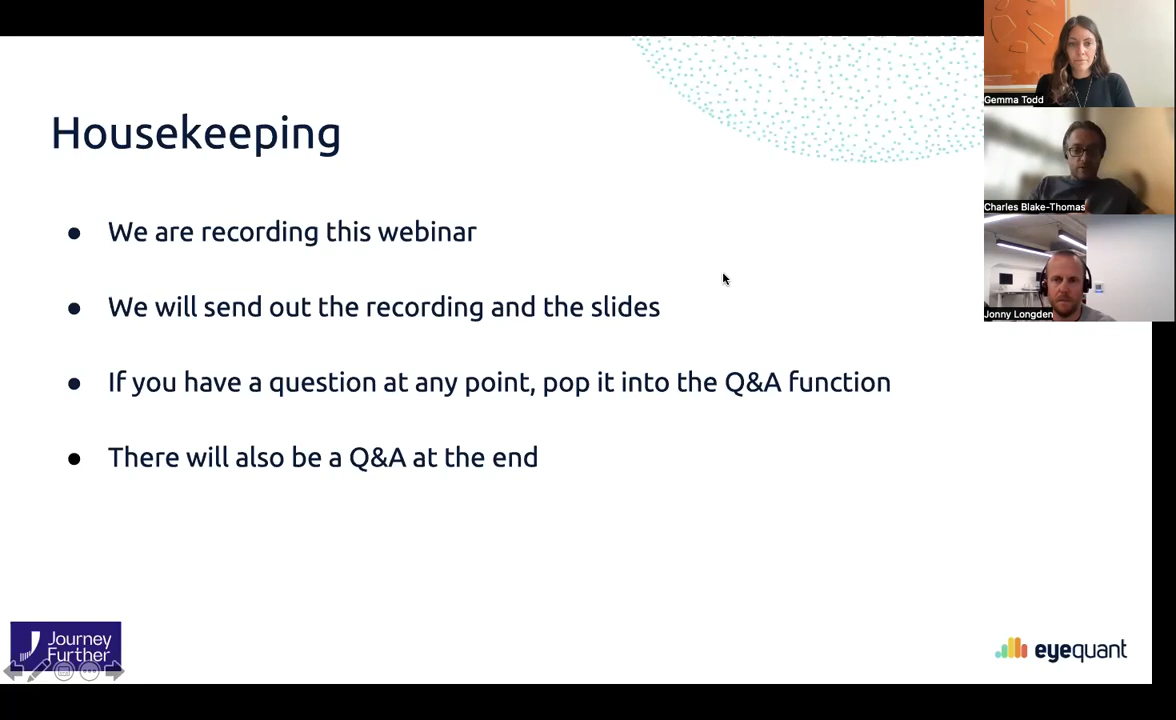 Housekeeping
● We are recording this webinar
● We will send out the recording and the slides
● If you have a question at any point, pop it into the Q&A function
● There will also be a Q&A at the end
Gemma Todd
Charles Blake-Thomas
Jonny Longden
Journey
Further
eyequant